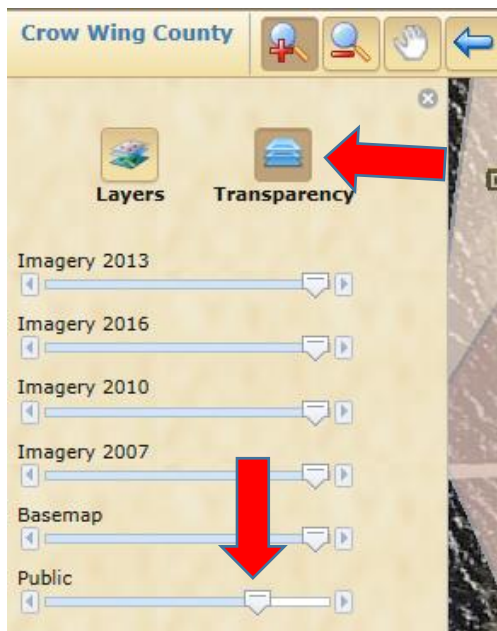 Crow Wing County
Layers Transparency
Imagery 2013
Imagery 2016
Imagery 2010
Imagery 2007
Basemap
Public